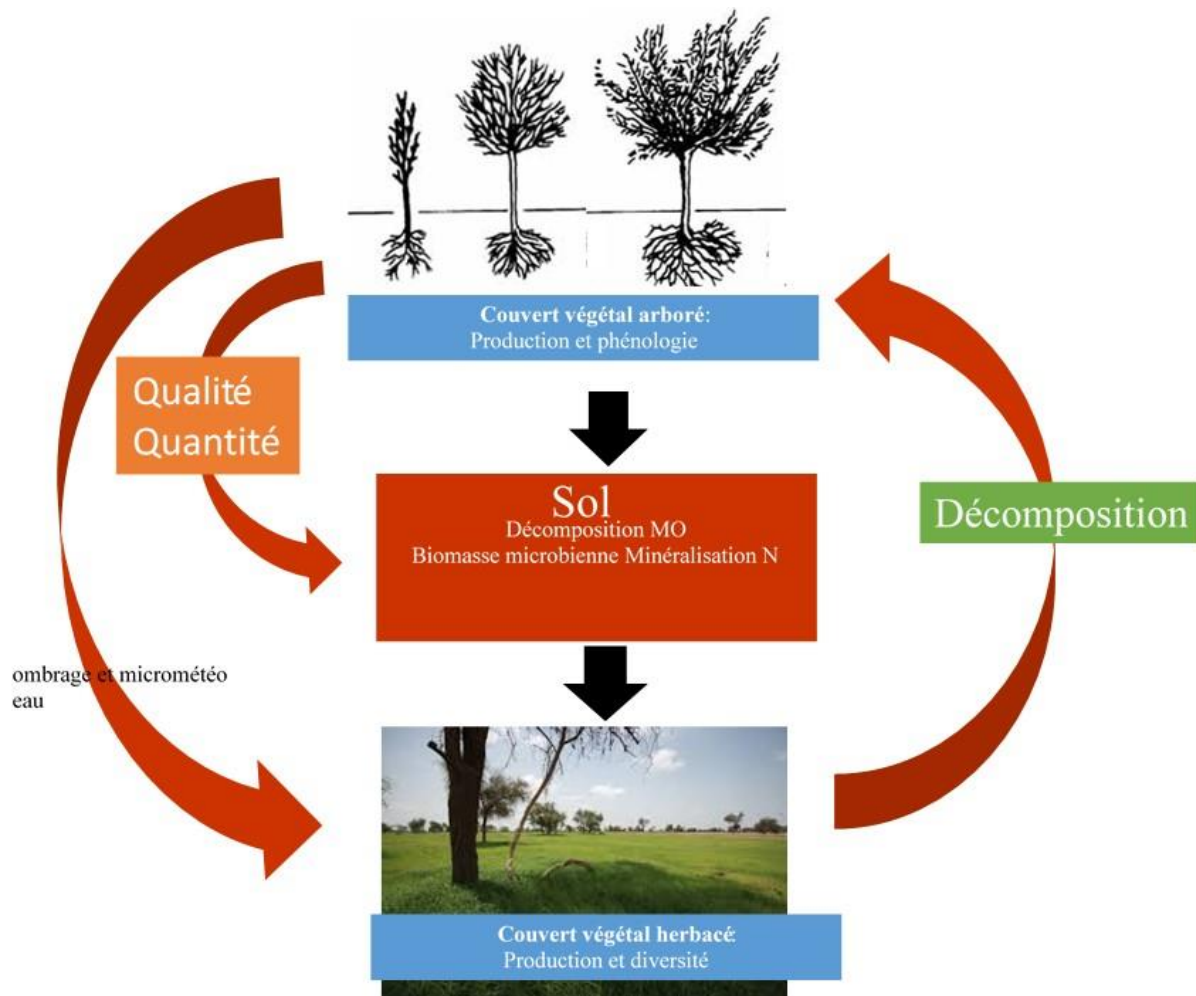 Couvert végétal arboré:
Production et phénologie
Qualité
Quantité
Sol
Décomposition MO
Biomasse microbienne Minéralisation N
Décomposition
ombrage et micrométéo
eau
Couvert végétal herbacé:
Production et diversité